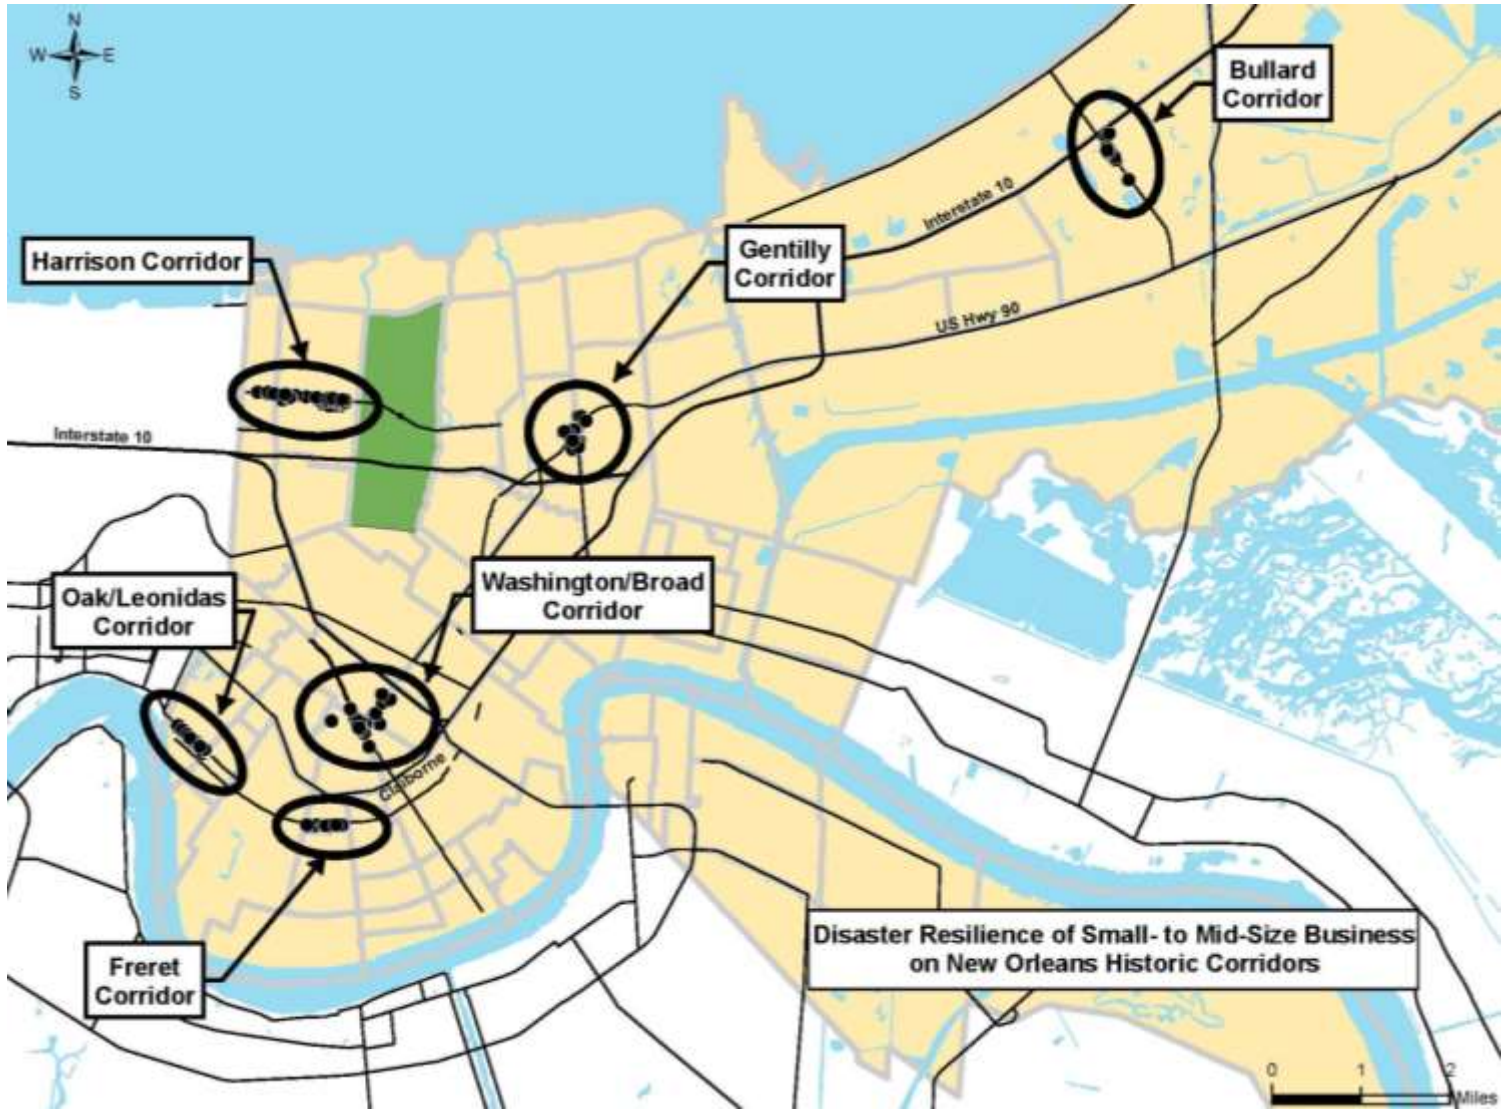 N
W E
S
Bullard
Corridor
Harrison Corridor
Gentilly
Corridor
Interstate 10
US Hwy 90
Interstate 10
Oak/Leonidas
Corridor
Washington/Broad
Corridor
Claiborne
Freret
Corridor
Disaster Resilience of Small- to Mid-Size Business
on New Orleans Historic Corridors
0 1 2
Miles